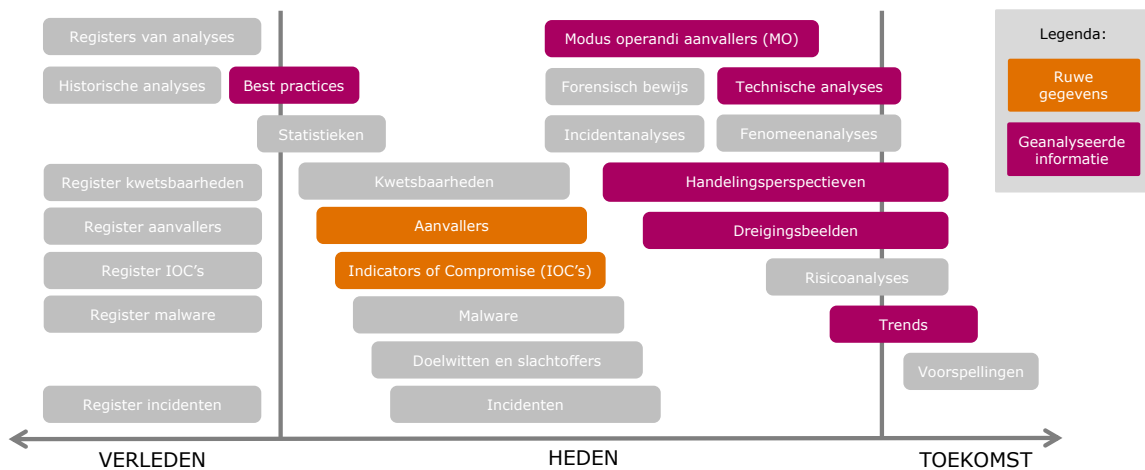 Registers van analyses
Modus operandi aanvallers (MO)
Legenda:
Historische analyses
Best practices
Forensisch bewijs
Technische analyses
Ruwe
gegevens
Statistieken
Incidentanalyses
Fenomeenanalyses
Geanalyseerde
informatie
Register kwetsbaarheden
Kwetsbaarheden
Handelingsperspectieven
Register aanvallers
Aanvallers
Dreigingsbeelden
Register IOC's
Indicators of Compromise (IOC's)
Risicoanalyses
Register malware
Malware
Trends
Doelwitten en slachtoffers
Voorspellingen
Register incidenten
Incidenten
VERLEDEN
HEDEN
TOEKOMST